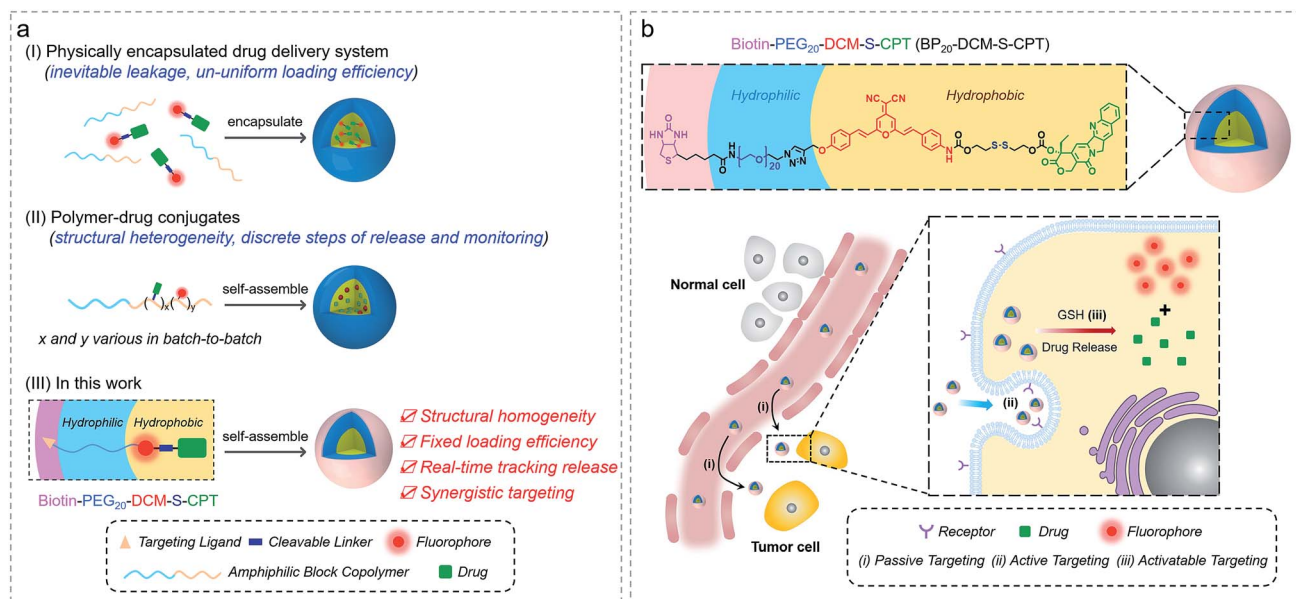 a
(I) Physically encapsulated drug delivery system
(inevitable leakage, un-uniform loading efficiency)
encapsulate
(II) Polymer-drug conjugates
(structural heterogeneity, discrete steps of release and monitoring)
self-assemble
( )x( )y
x and y various in batch-to-batch
(III) In this work
Hydrophilic Hydrophobic
self-assemble
Structural homogeneity
Fixed loading efficiency
Real-time tracking release
Synergistic targeting
Biotin-PEG20-DCM-S-CPT
Targeting Ligand Cleavable Linker Fluorophore
Amphiphilic Block Copolymer Drug
b
Biotin-PEG20-DCM-S-CPT (BP20-DCM-S-CPT)
Hydrophilic Hydrophobic
NC CN
O
HN NH
S
O
H
N
O
20
N
N=N
O
O
N
H
O
O
S-S
O
O
O
O
O
N
N
O
Normal cell
(i)
(i)
Tumor cell
GSH (iii)
Drug Release
+
(ii)
Receptor Drug Fluorophore
(i) Passive Targeting (ii) Active Targeting (iii) Activatable Targeting